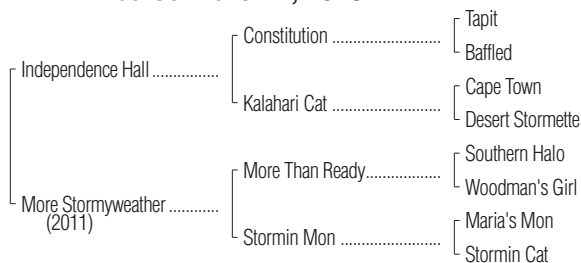 Constitution .......................... Tapit
Baffled
Independence Hall ................
Kalahari Cat .......................... Cape Town
Desert Stormette
More Than Ready.................. Southern Halo
Woodman's Girl
More Stormyweather ............
(2011)
Stormin Mon ........................ Maria's Mon
Stormin Cat